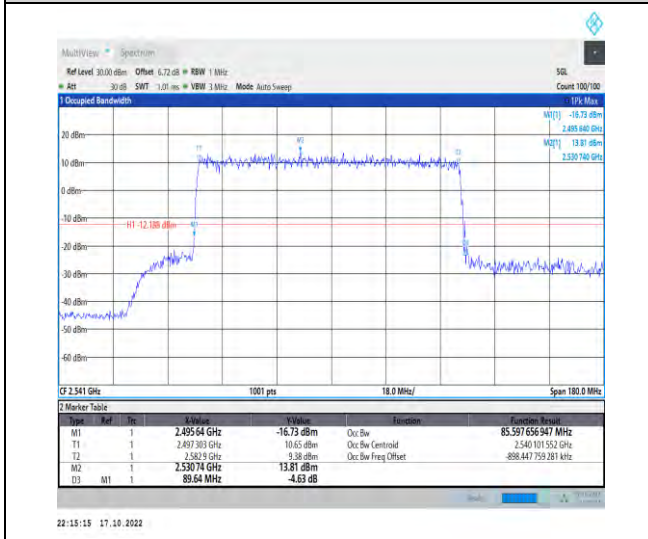 MultiView Spectrum
Ref Level 30.00 dBm Offset 6.72 dB RBW 1 MHz SGL
Att 30 dB SWT 1.01 ms VBW 3 MHz Mode Auto Sweep Count 100/100
1 Occupied Bandwidth 1Pk Max
M1[1] -16.73 dBm
2.495 640 GHz
M2[1] 13.81 dBm
2.530 740 GHz
20 dBm
10 dBm
0 dBm
-10 dBm
H1 -12.188 dBm
-20 dBm
-30 dBm
-40 dBm
-50 dBm
-60 dBm
T1
M2
T2
M1
CF 2.541 GHz 1001 pts 18.0 MHz/ Span 180.0 MHz
2 Marker Table
Type Ref Trc X-Value Y-Value Function Function Result
M1 1 2.495 64 GHz -16.73 dBm Occ Bw 85.597 656 947 MHz
T1 1 2.497 303 GHz 10.65 dBm Occ Bw Centroid 2.540 101 552 GHz
T2 1 2.582 9 GHz 9.38 dBm Occ Bw Freq Offset -898.447 759 281 kHz
M2 1 2.530 74 GHz 13.81 dBm
D3 M1 1 89.64 MHz -4.63 dB
22:15:15 17.10.2022